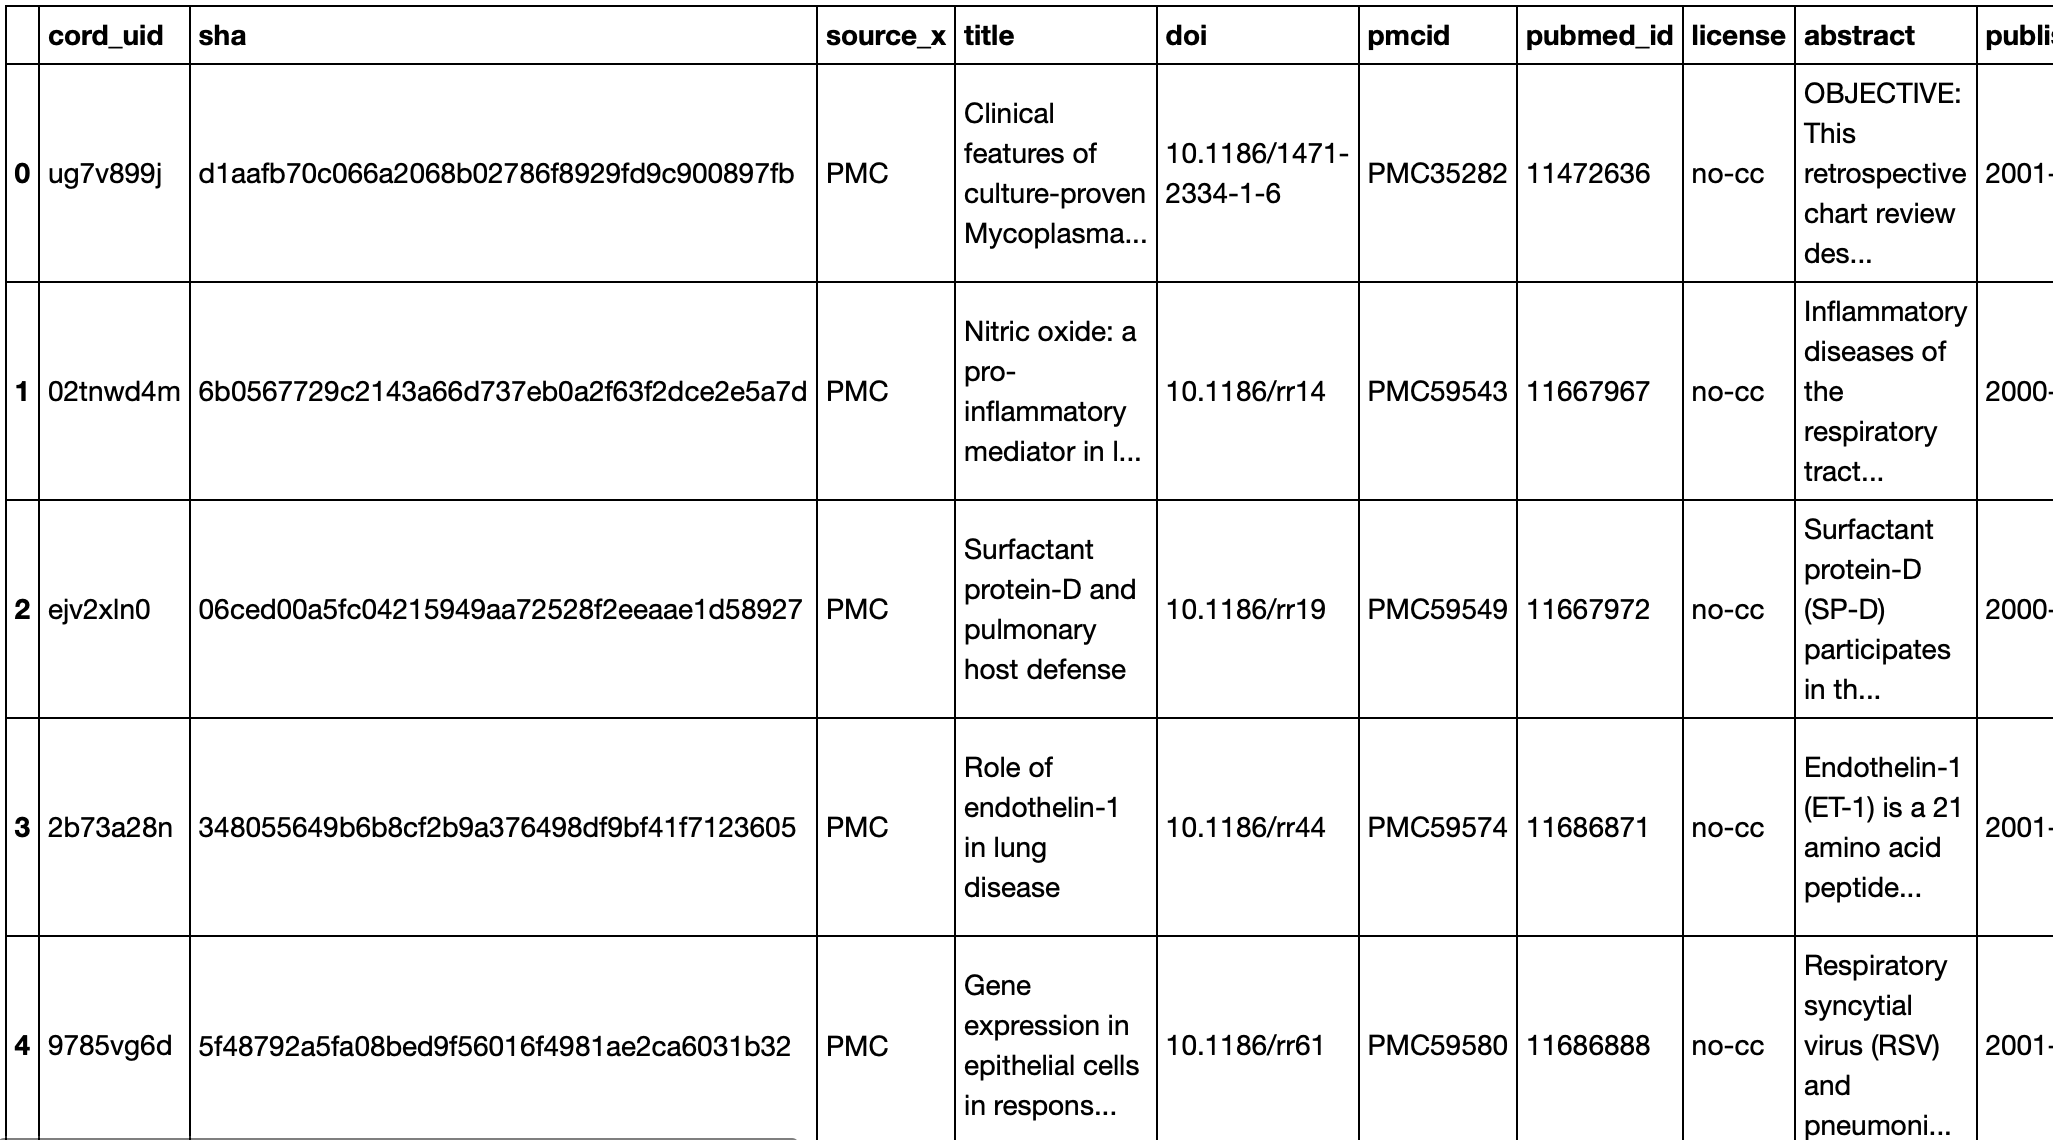 cord_uid sha source_x title doi pmcid pubmed_id license abstract publis
0 ug7v899j d1aafb70c066a2068b02786f8929fd9c900897fb PMC Clinical features of culture-proven Mycoplasma... 10.1186/1471-2334-1-6 PMC35282 11472636 no-cc OBJECTIVE: This retrospective chart review des... 2001-
1 02tnwd4m 6b0567729c2143a66d737eb0a2f63f2dce2e5a7d PMC Nitric oxide: a pro-inflammatory mediator in l... 10.1186/rr14 PMC59543 11667967 no-cc Inflammatory diseases of the respiratory tract... 2000-
2 ejv2xln0 06ced00a5fc04215949aa72528f2eeaae1d58927 PMC Surfactant protein-D and pulmonary host defense 10.1186/rr19 PMC59549 11667972 no-cc Surfactant protein-D (SP-D) participates in th... 2000-
3 2b73a28n 348055649b6b8cf2b9a376498df9bf41f7123605 PMC Role of endothelin-1 in lung disease 10.1186/rr44 PMC59574 11686871 no-cc Endothelin-1 (ET-1) is a 21 amino acid peptide... 2001-
4 9785vg6d 5f48792a5fa08bed9f56016f4981ae2ca6031b32 PMC Gene expression in epithelial cells in respons... 10.1186/rr61 PMC59580 11686888 no-cc Respiratory syncytial virus (RSV) and pneumoni... 2001-